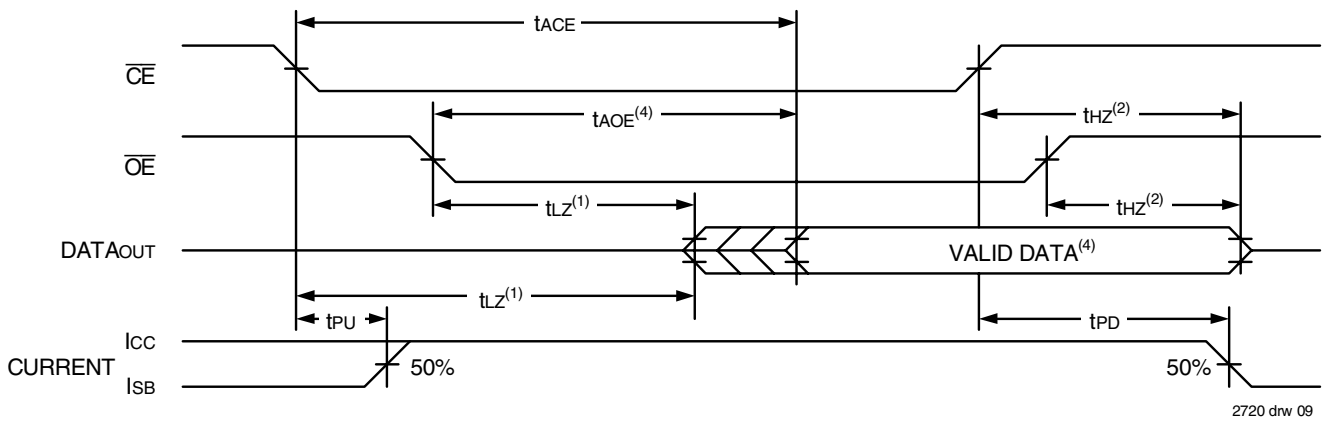 tACE
CE
tAOE(4)
tHZ(2)
OE
tLZ(1)
tHZ(2)
DATAOUT
VALID DATA(4)
tLZ(1)
tPU
tPD
ICC
CURRENT
50%
50%
ISB
2720 drw 09